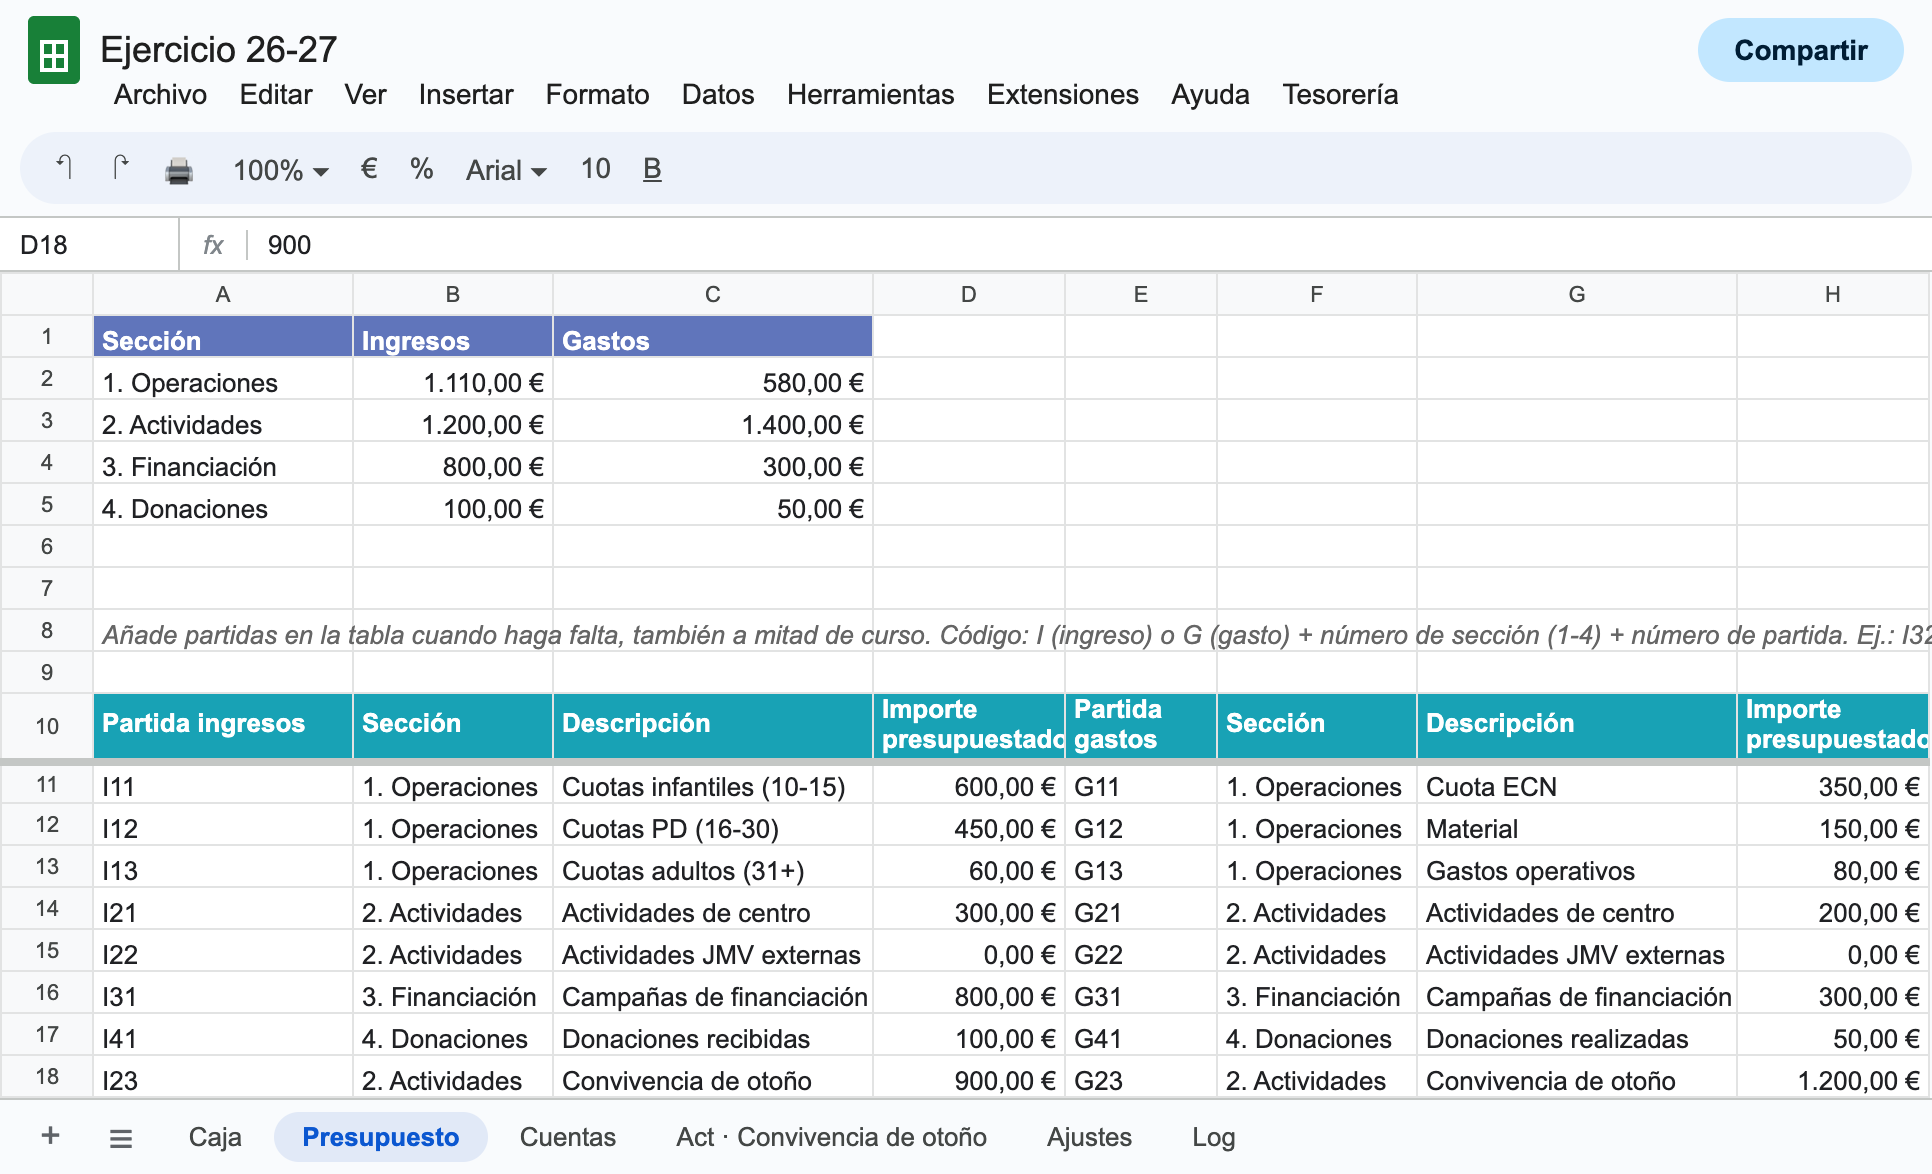 Ejercicio 26-27
Compartir
Archivo Editar Ver Insertar Formato Datos Herramientas Extensiones Ayuda Tesorería
100% € % Arial 10 B
D18 fx 900
A B C D E F G H
1 Sección Ingresos Gastos
2 1. Operaciones 1.110,00 € 580,00 €
3 2. Actividades 1.200,00 € 1.400,00 €
4 3. Financiación 800,00 € 300,00 €
5 4. Donaciones 100,00 € 50,00 €
6
7
8 Añade partidas en la tabla cuando haga falta, también a mitad de curso. Código: I (ingreso) o G (gasto) + número de sección (1-4) + número de partida. Ej.: I32
9
10 Partida ingresos Sección Descripción Importe presupuestado Partida gastos Sección Descripción Importe presupuestado
11 I11 1. Operaciones Cuotas infantiles (10-15) 600,00 € G11 1. Operaciones Cuota ECN 350,00 €
12 I12 1. Operaciones Cuotas PD (16-30) 450,00 € G12 1. Operaciones Material 150,00 €
13 I13 1. Operaciones Cuotas adultos (31+) 60,00 € G13 1. Operaciones Gastos operativos 80,00 €
14 I21 2. Actividades Actividades de centro 300,00 € G21 2. Actividades Actividades de centro 200,00 €
15 I22 2. Actividades Actividades JMV externas 0,00 € G22 2. Actividades Actividades JMV externas 0,00 €
16 I31 3. Financiación Campañas de financiación 800,00 € G31 3. Financiación Campañas de financiación 300,00 €
17 I41 4. Donaciones Donaciones recibidas 100,00 € G41 4. Donaciones Donaciones realizadas 50,00 €
18 I23 2. Actividades Convivencia de otoño 900,00 € G23 2. Actividades Convivencia de otoño 1.200,00 €
+ Caja Presupuesto Cuentas Act · Convivencia de otoño Ajustes Log